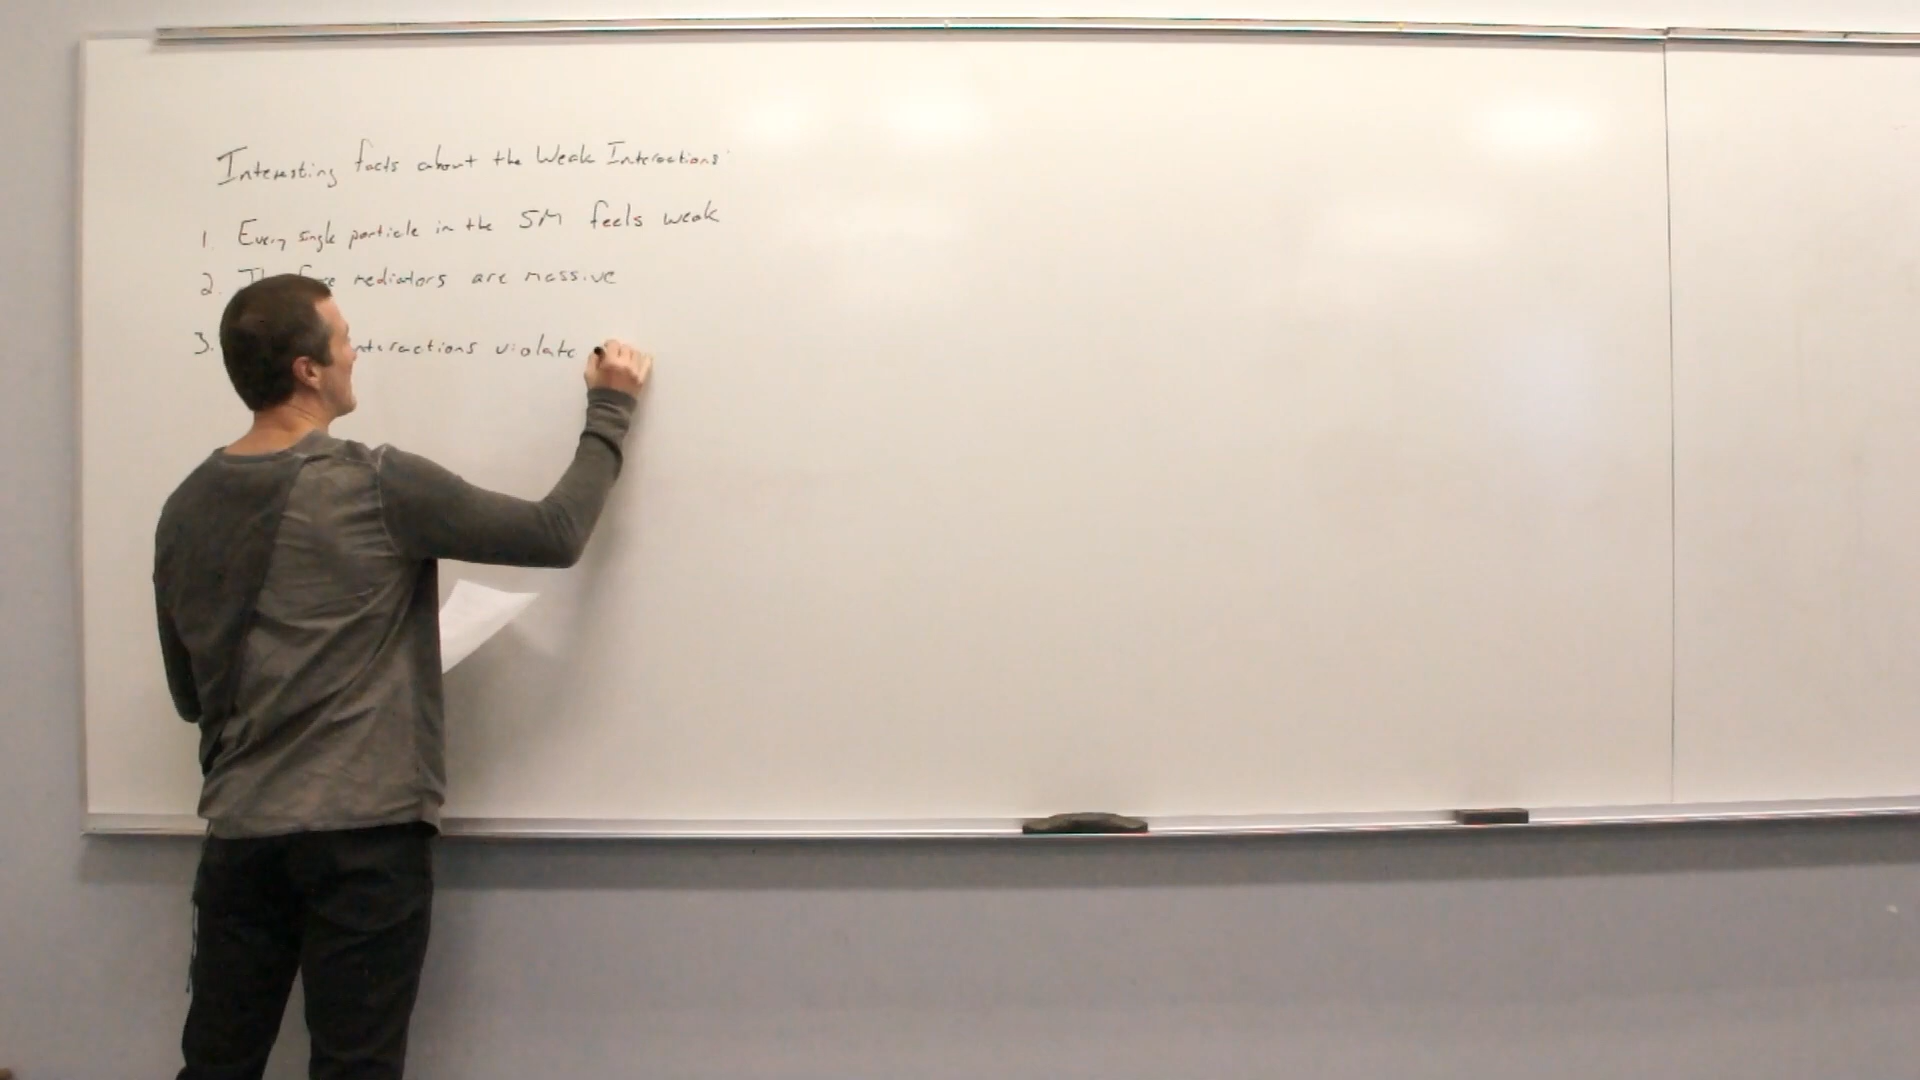 Interesting facts about the Weak Interactions:
1. Every single particle in the SM feels weak
2. mediators are massive
3. interactions violate